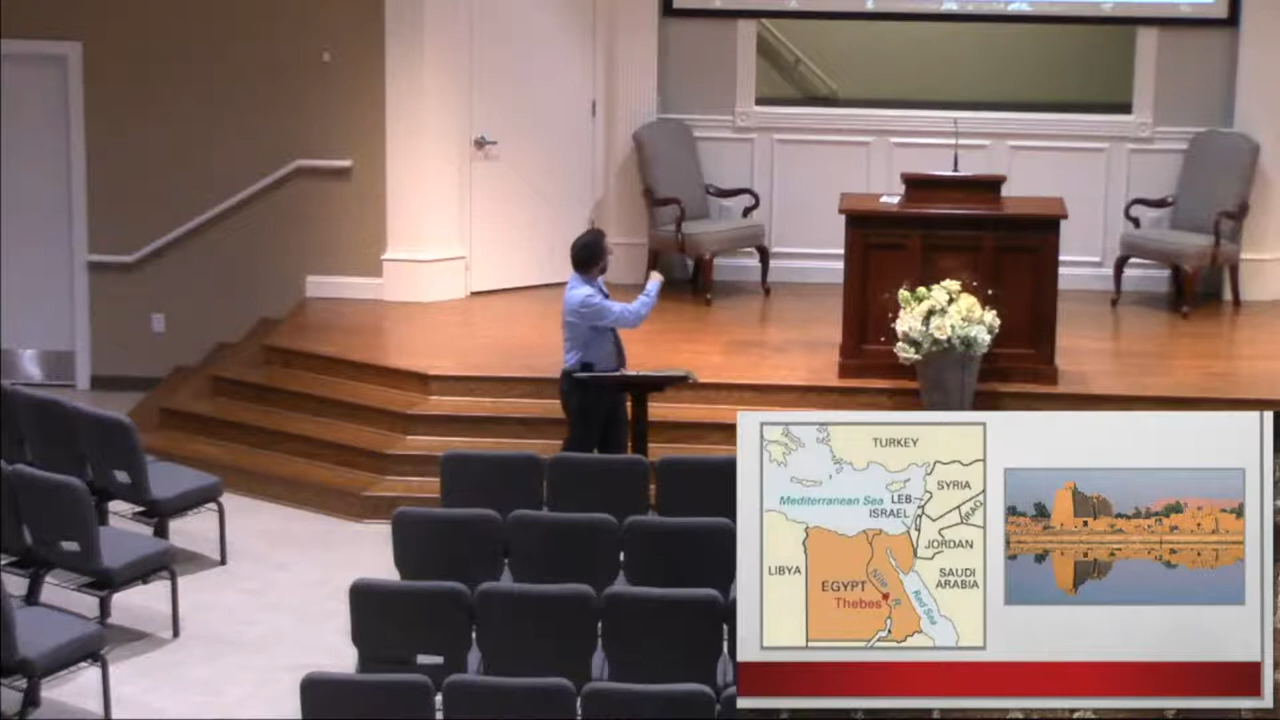 TURKEY
SYRIA
Mediterranean Sea
LEB.
IRAQ
ISRAEL
JORDAN
LIBYA
SAUDI
ARABIA
EGYPT
Nile R.
Thebes
Red Sea